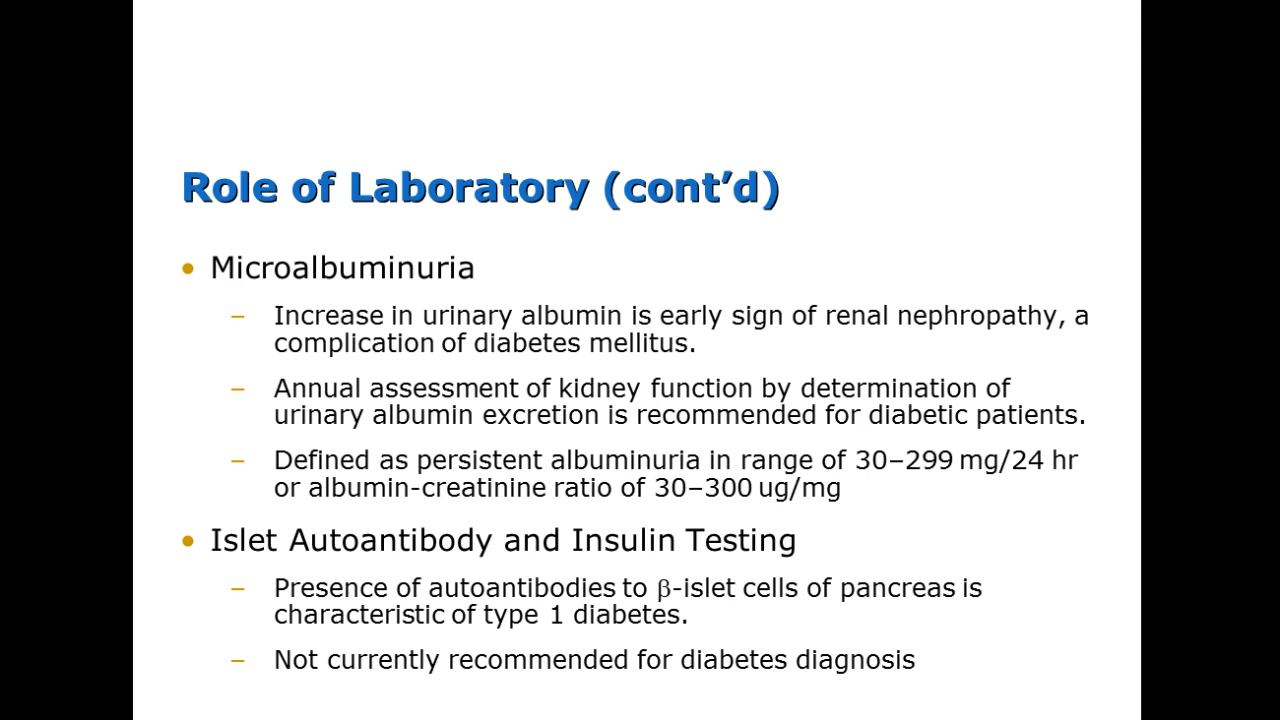 Role of Laboratory (cont’d)
• Microalbuminuria
– Increase in urinary albumin is early sign of renal nephropathy, a
complication of diabetes mellitus.
– Annual assessment of kidney function by determination of
urinary albumin excretion is recommended for diabetic patients.
– Defined as persistent albuminuria in range of 30–299 mg/24 hr
or albumin-creatinine ratio of 30–300 ug/mg
• Islet Autoantibody and Insulin Testing
– Presence of autoantibodies to β-islet cells of pancreas is
characteristic of type 1 diabetes.
– Not currently recommended for diabetes diagnosis